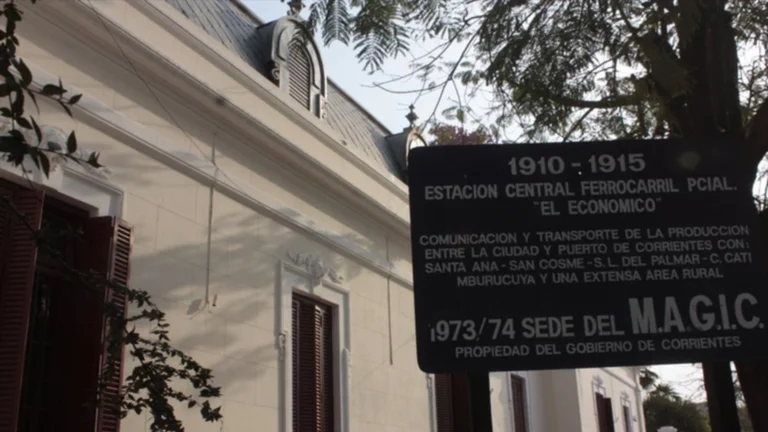 1910 - 1915
ESTACION CENTRAL FERROCARRIL PCIAL.
"EL ECONOMICO"
COMUNICACION Y TRANSPORTE DE LA PRODUCCION
ENTRE LA CIUDAD Y PUERTO DE CORRIENTES CON:
SANTA ANA - SAN COSME - S.L. DEL PALMAR - C. CATI
MBURUCUYA Y UNA EXTENSA AREA RURAL
1973/74 SEDE DEL M.A.G.I.C.
PROPIEDAD DEL GOBIERNO DE CORRIENTES